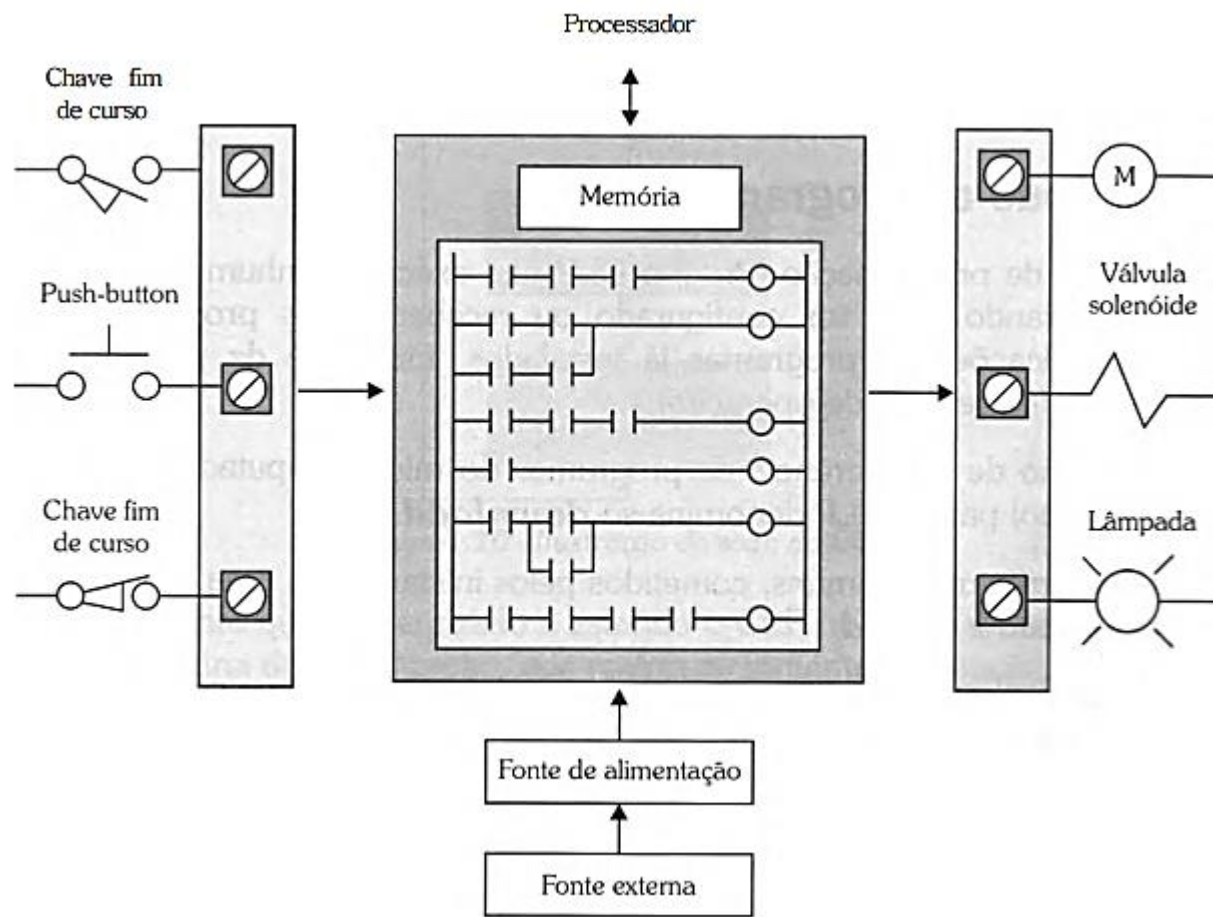 Processador
Chave fim
de curso
Memória
M
Push-button
Válvula
solenóide
Chave fim
de curso
Lâmpada
Fonte de alimentação
Fonte externa